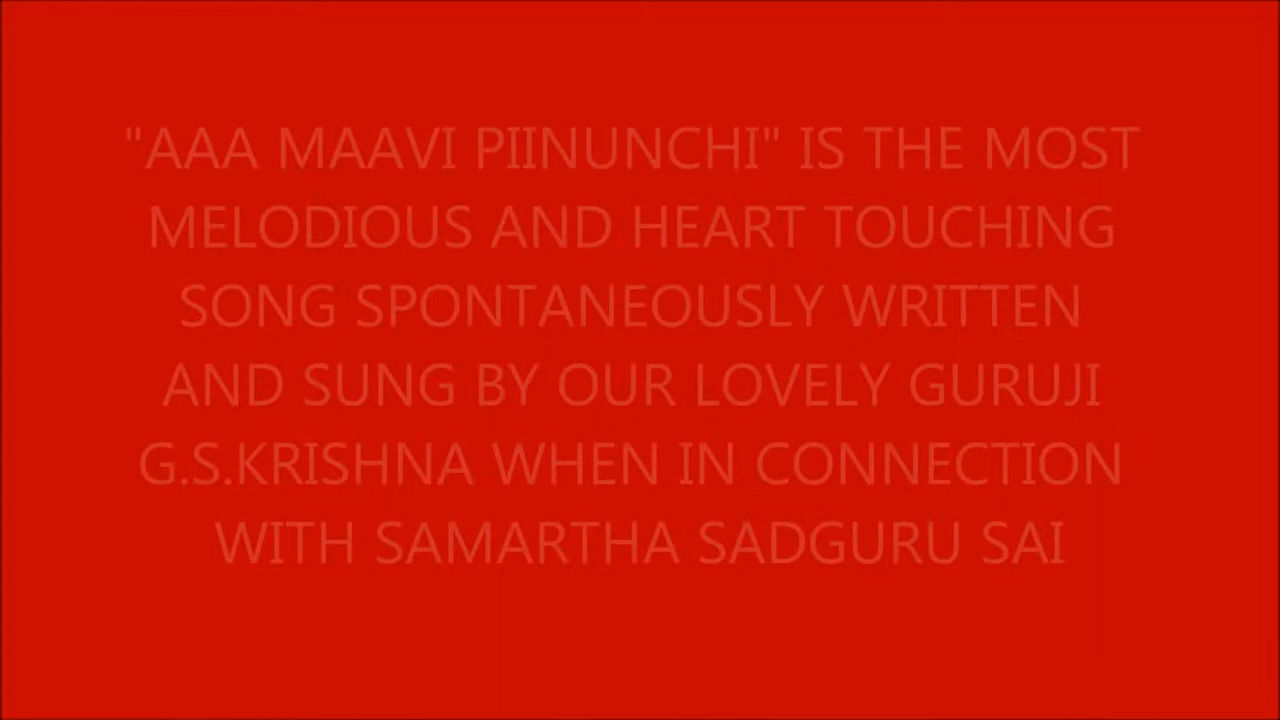 "AAA MAAVI PIINUNCHI" IS THE MOST
MELODIOUS AND HEART TOUCHING
SONG SPONTANEOUSLY WRITTEN
AND SUNG BY OUR LOVELY GURUJI
G.S.KRISHNA WHEN IN CONNECTION
WITH SAMARTHA SADGURU SAI